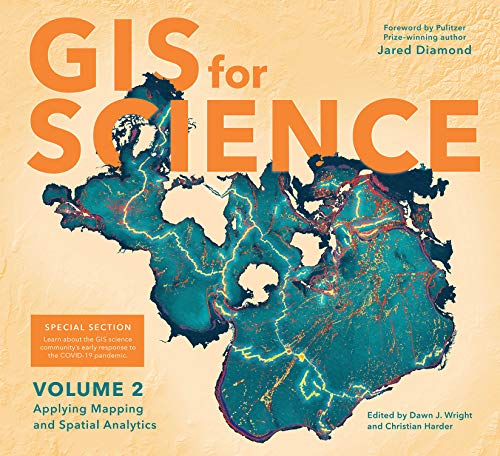 Foreword by Pulitzer
Prize-winning author
Jared Diamond
GIS for
SCIENCE
SPECIAL SECTION
Learn about the GIS science
community's early response to
the COVID-19 pandemic.
VOLUME 2
Applying Mapping
and Spatial Analytics
Edited by Dawn J. Wright
and Christian Harder